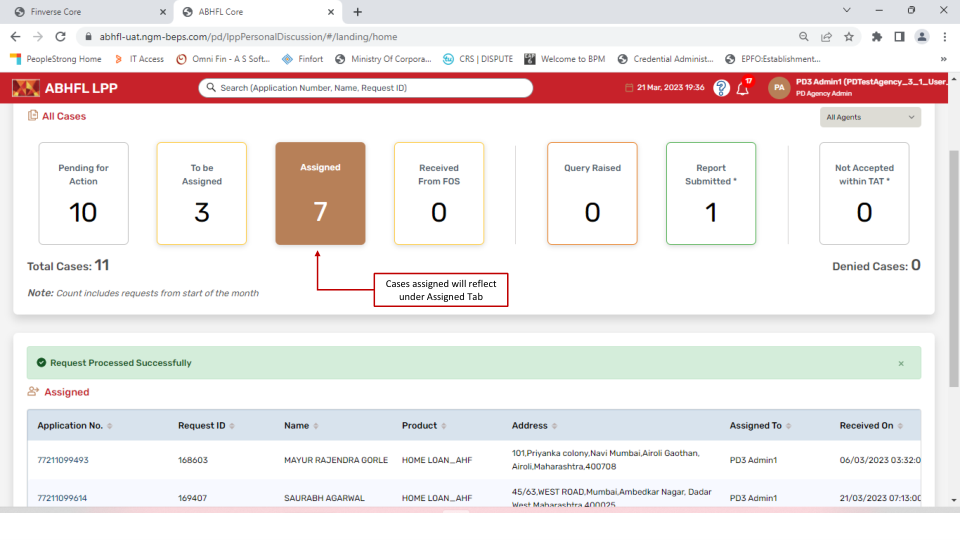 Finverse Core
ABHFL Core
abhfl-uat.ngm-beps.com/pd/lppPersonalDiscussion/#/landing/home
PeopleStrong Home
IT Access
Omni Fin - A S Soft...
Finfort
Ministry Of Corpora...
CRS | DISPUTE
Welcome to BPM
Credential Administ...
EPFO:Establishment...
»
ABHFL LPP
Search (Application Number, Name, Request ID)
21 Mar, 2023 19:36
?
17
PA
PD3 Admin1 (PDTestAgency_3_1_User_
PD Agency Admin
All Cases
All Agents
Pending for
Action
10
To be
Assigned
3
Assigned
7
Received
From FOS
0
Query Raised
0
Report
Submitted *
1
Not Accepted
within TAT *
0
Total Cases: 11
Denied Cases: 0
Cases assigned will reflect
under Assigned Tab
Note: Count includes requests from start of the month
Request Processed Successfully
×
Assigned
Application No.
Request ID
Name
Product
Address
Assigned To
Received On
77211099493
168603
MAYUR RAJENDRA GORLE
HOME LOAN_AHF
101,Priyanka colony,Navi Mumbai,Airoli Gaothan,
Airoli,Maharashtra,400708
PD3 Admin1
06/03/2023 03:32:0
77211099614
169407
SAURABH AGARWAL
HOME LOAN_AHF
45/63,WEST ROAD,Mumbai,Ambedkar Nagar, Dadar
West,Maharashtra,400025
PD3 Admin1
21/03/2023 07:13:00